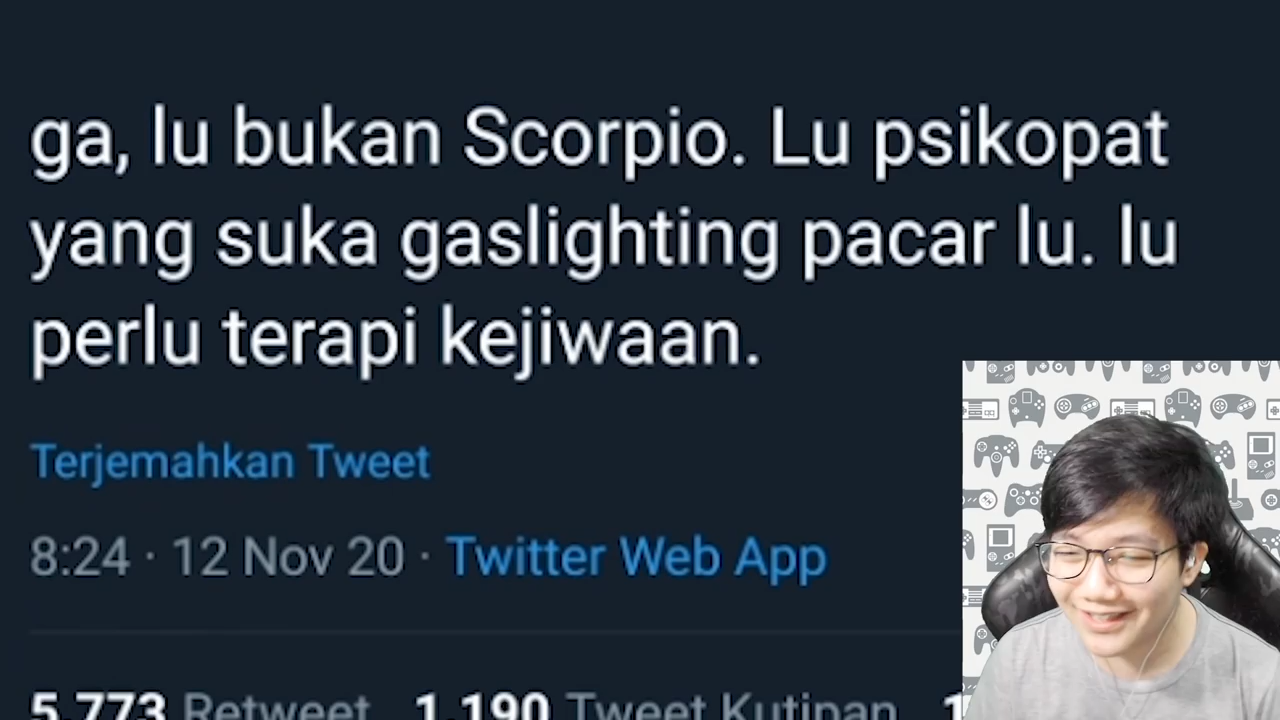 ga, lu bukan Scorpio. Lu psikopat
yang suka gaslighting pacar lu. lu
perlu terapi kejiwaan.
Terjemahkan Tweet
8:24 · 12 Nov 20 · Twitter Web App
5.773 Retweet 1.190 Tweet Kutipan 1